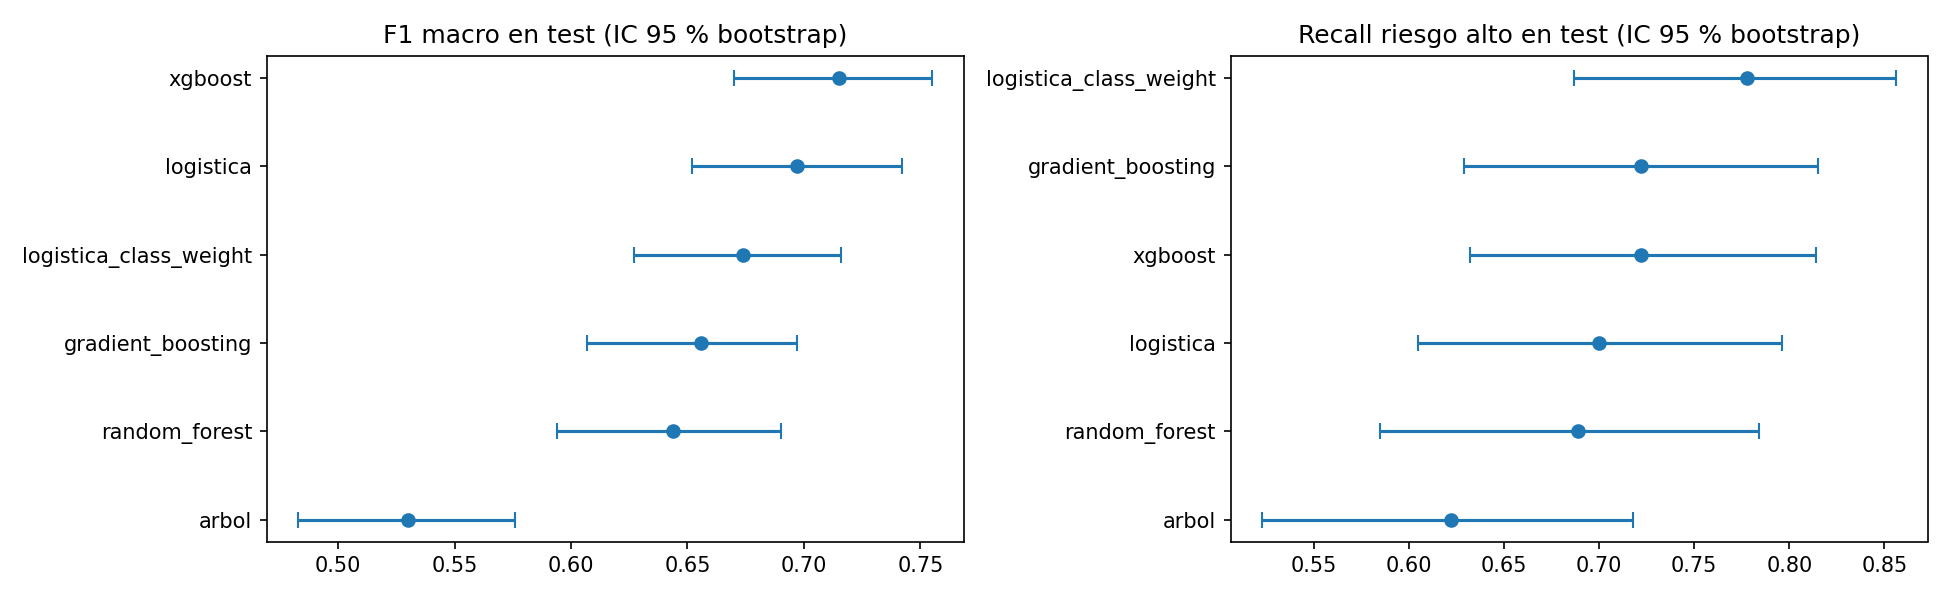 F1 macro en test (IC 95 % bootstrap)
xgboost
logistica
logistica_class_weight
gradient_boosting
random_forest
arbol
0.50 0.55 0.60 0.65 0.70 0.75
Recall riesgo alto en test (IC 95 % bootstrap)
logistica_class_weight
gradient_boosting
xgboost
logistica
random_forest
arbol
0.55 0.60 0.65 0.70 0.75 0.80 0.85